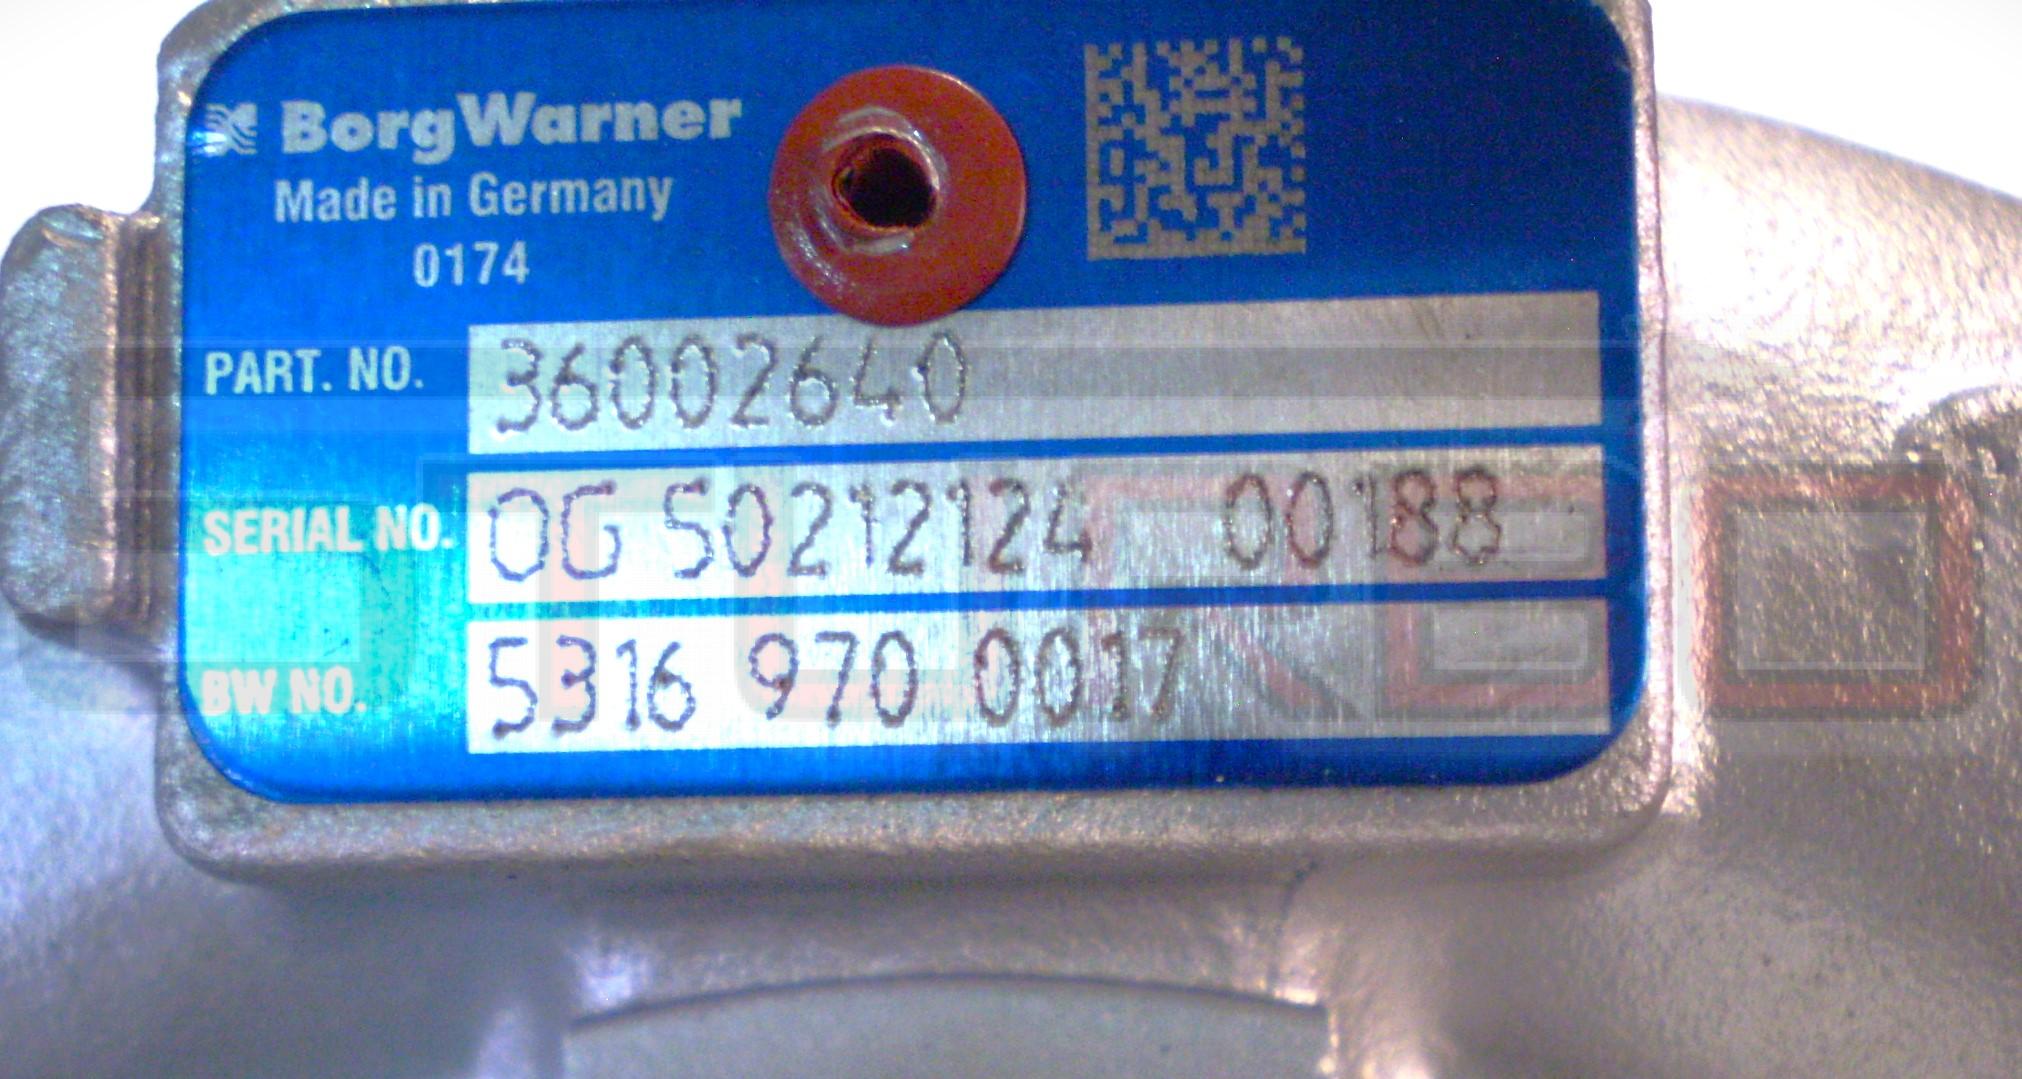 BorgWarner
Made in Germany
0174
PART. NO. 36002640
SERIAL NO. OG 50212124 00188
BW NO. 5316 970 0017